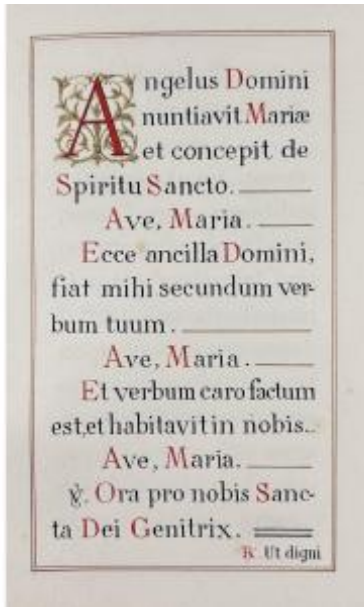 Angelus Domini
nuntiavit Mariæ
et concepit de
Spiritu Sancto.
Ave, Maria.
Ecce ancilla Domini,
fiat mihi secundum ver-
bum tuum.
Ave, Maria.
Et verbum caro factum
est, et habitavit in nobis.
Ave, Maria.
℣. Ora pro nobis Sanc-
ta Dei Genitrix.
℟ Ut digni